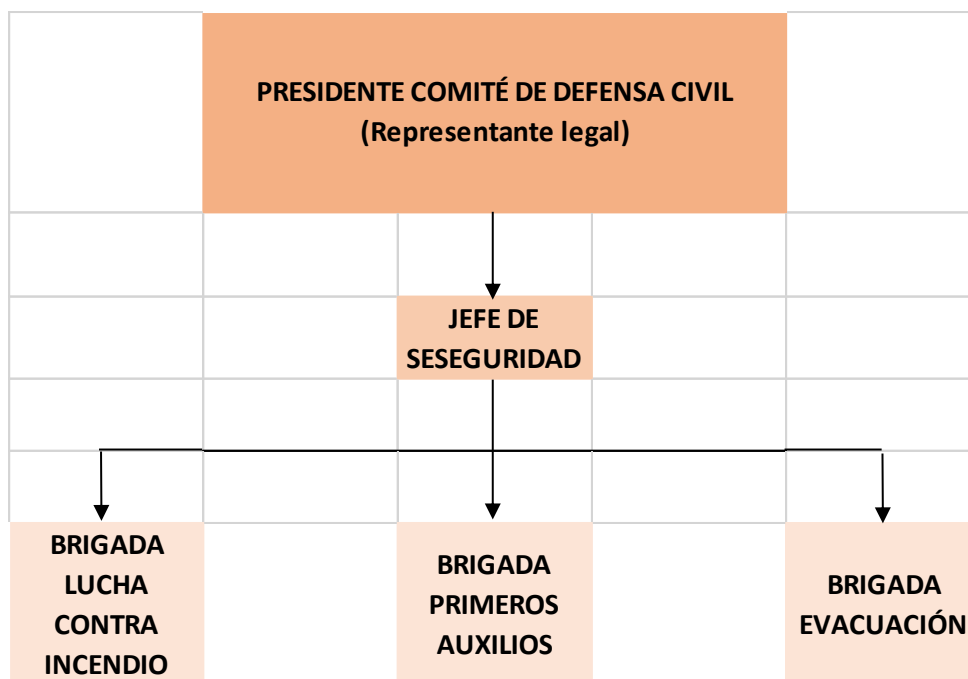 PRESIDENTE COMITÉ DE DEFENSA CIVIL
(Representante legal)
JEFE DE
SESEGURIDAD
BRIGADA
LUCHA
CONTRA
INCENDIO
BRIGADA
PRIMEROS
AUXILIOS
BRIGADA
EVACUACIÓN